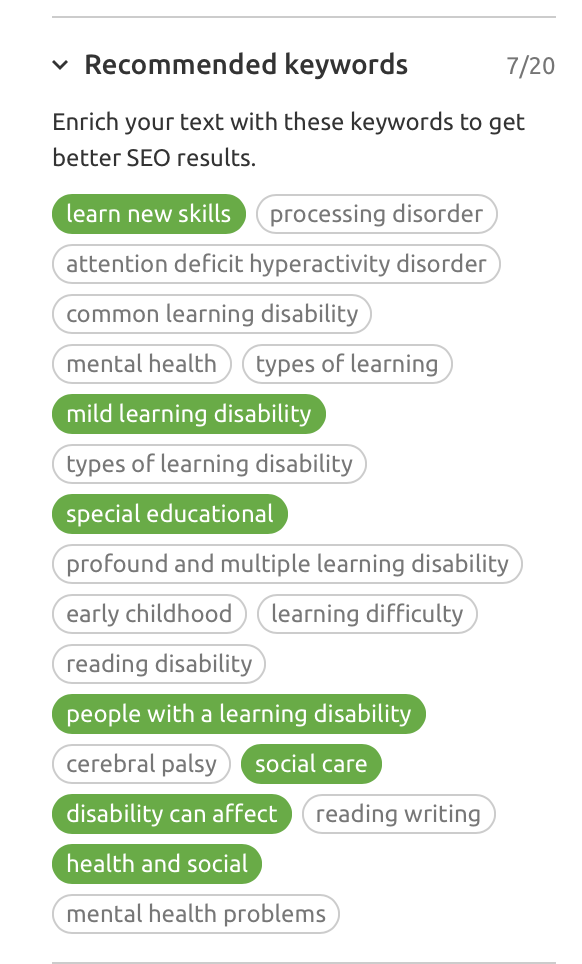 Recommended keywords 7/20
Enrich your text with these keywords to get
better SEO results.
learn new skills processing disorder
attention deficit hyperactivity disorder
common learning disability
mental health types of learning
mild learning disability
types of learning disability
special educational
profound and multiple learning disability
early childhood learning difficulty
reading disability
people with a learning disability
cerebral palsy social care
disability can affect reading writing
health and social
mental health problems